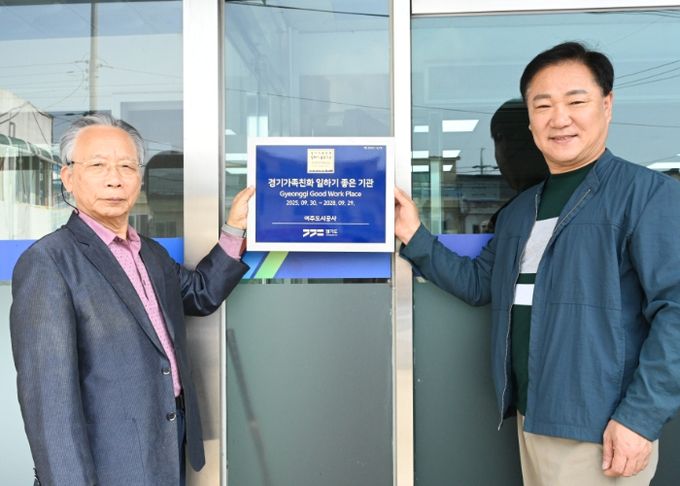 경기가족친화 일하기 좋은 기관
Gyeonggi Good Work Place
2025. 09. 30. ~ 2028. 09. 29.
여주도시공사
경기도